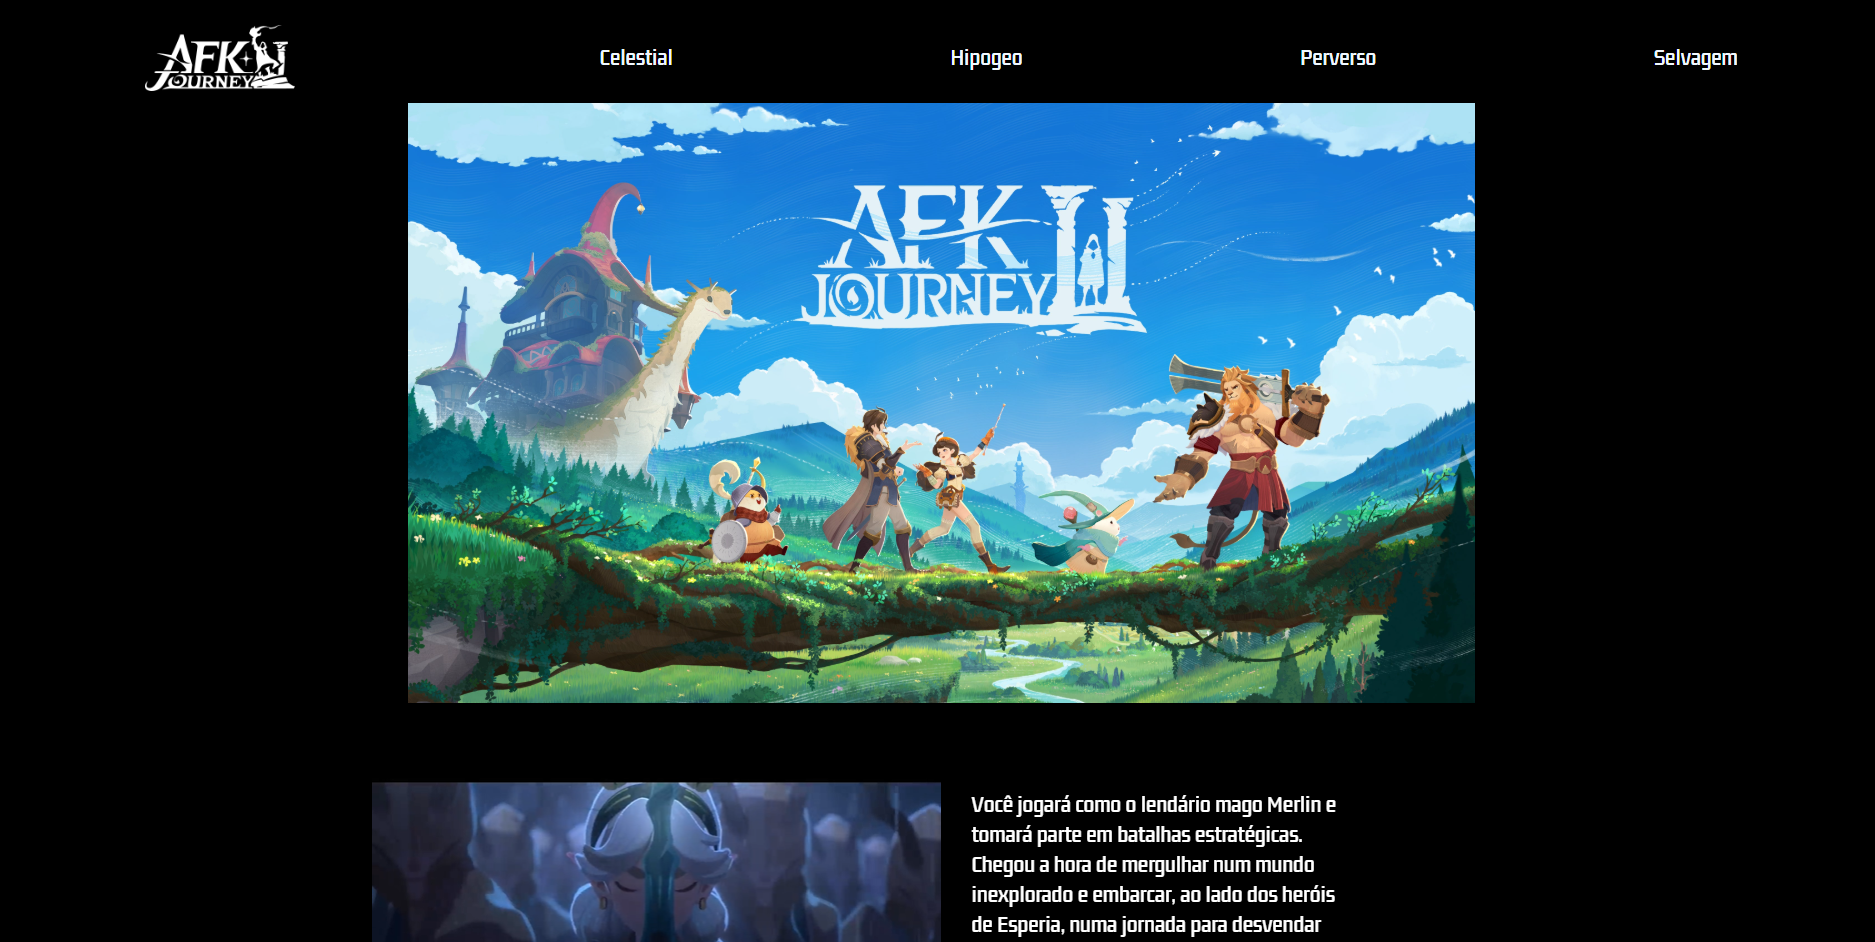 AFK
JOURNEY
Celestial
Hipogeo
Perverso
Selvagem
AFK
JOURNEY
Você jogará como o lendário mago Merlin e
tomará parte em batalhas estratégicas.
Chegou a hora de mergulhar num mundo
inexplorado e embarcar, ao lado dos heróis
de Esperia, numa jornada para desvendar